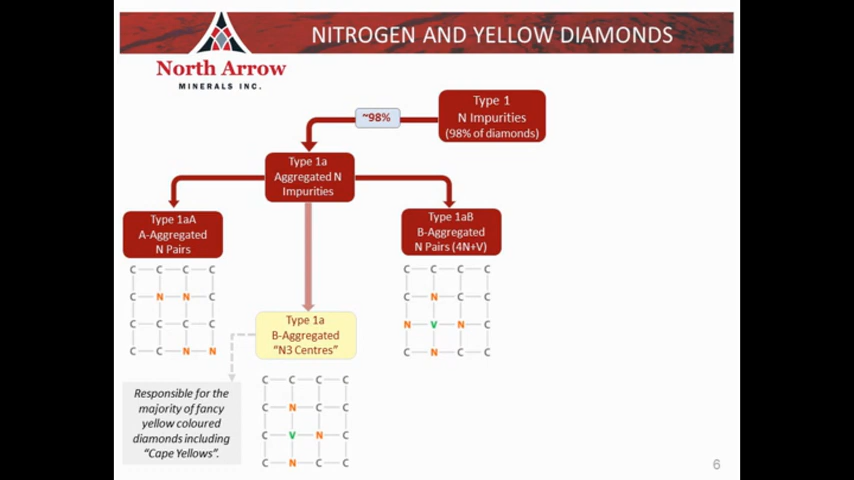 NITROGEN AND YELLOW DIAMONDS
North Arrow
MINERALS INC.
Type 1
N Impurities
(98% of diamonds)
~98%
Type 1a
Aggregated N
Impurities
Type 1aA
A-Aggregated
N Pairs
Type 1aB
B-Aggregated
N Pairs (4N+V)
C C C C
C N N C
C C C C
C C N N
C C C C
C N C C
N V N C
C N C C
Type 1a
B-Aggregated
“N3 Centres”
Responsible for the
majority of fancy
yellow coloured
diamonds including
“Cape Yellows”.
C C C C
C N C C
C V N C
C N C C
6